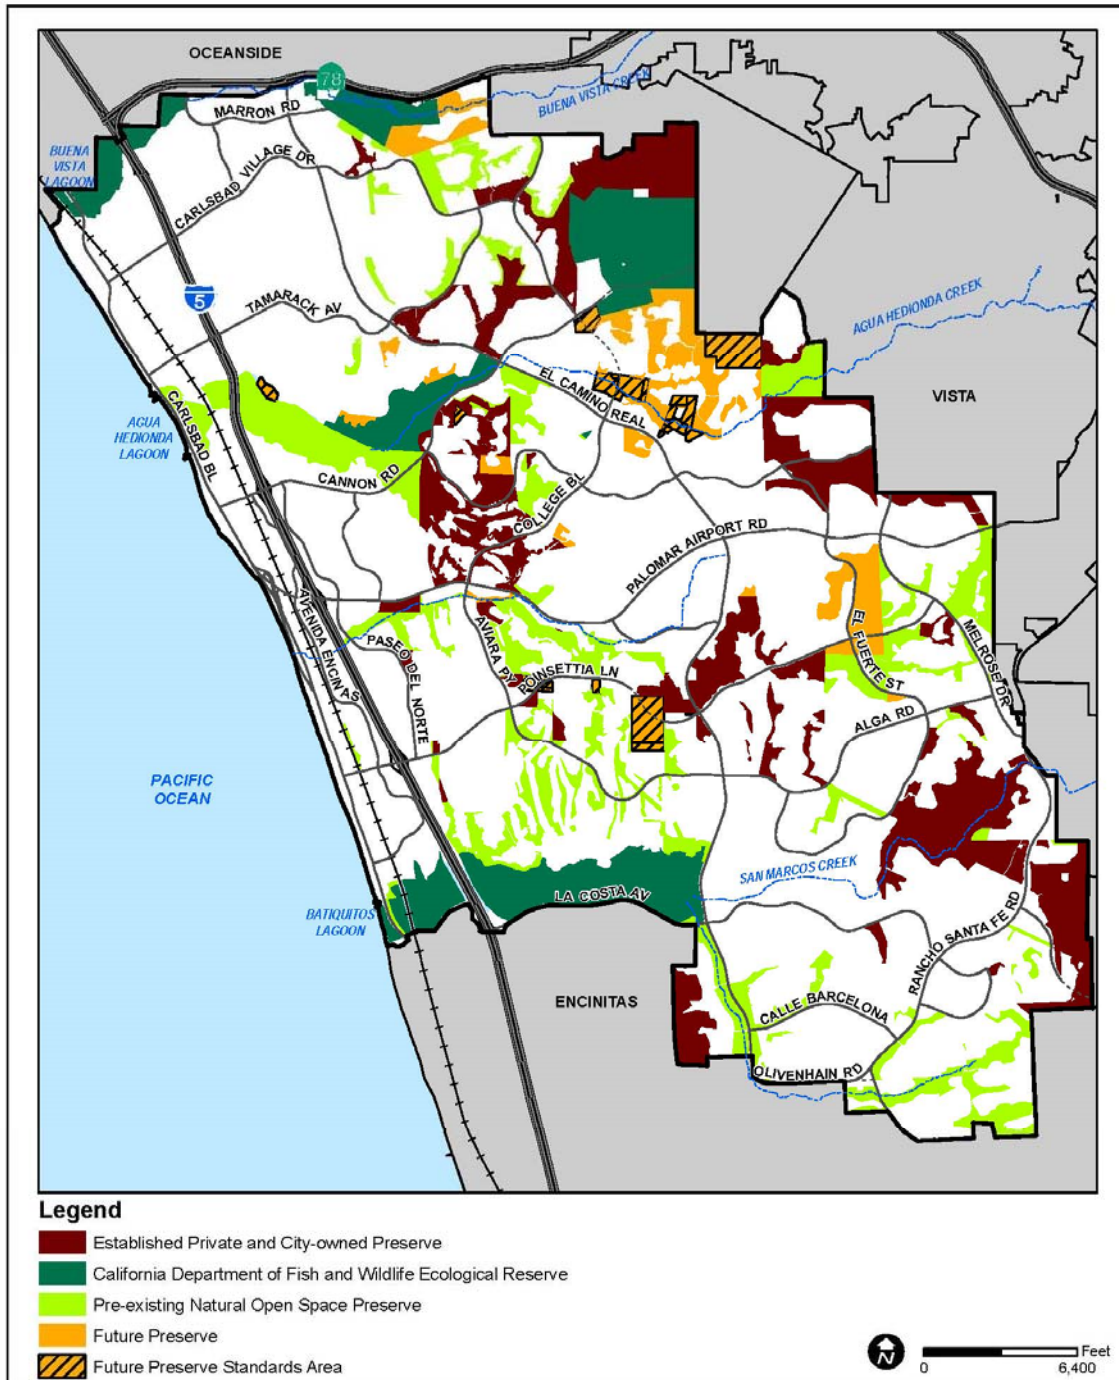 OCEANSIDE
78
MARRON RD
BUENA VISTA CREEK
BUENA
VISTA
LAGOON
CARLSBAD VILLAGE DR
5
TAMARACK AV
AGUA HEDIONDA CREEK
EL CAMINO REAL
VISTA
CARLSBAD BL
AGUA
HEDIONDA
LAGOON
CANNON RD
COLLEGE BL
PALOMAR AIRPORT RD
AVENIDA ENCINAS
PASEO DEL NORTE
AVIARA PY
POINSETTIA LN
EL FUERTE ST
MELROSE DR
ALGA RD
PACIFIC
OCEAN
SAN MARCOS CREEK
LA COSTA AV
BATIQUITOS
LAGOON
RANCHO SANTA FE RD
ENCINITAS
CALLE BARCELONA
OLIVENHAIN RD
Legend
Established Private and City-owned Preserve
California Department of Fish and Wildlife Ecological Reserve
Pre-existing Natural Open Space Preserve
Future Preserve
Future Preserve Standards Area
N
Feet
0 6,400